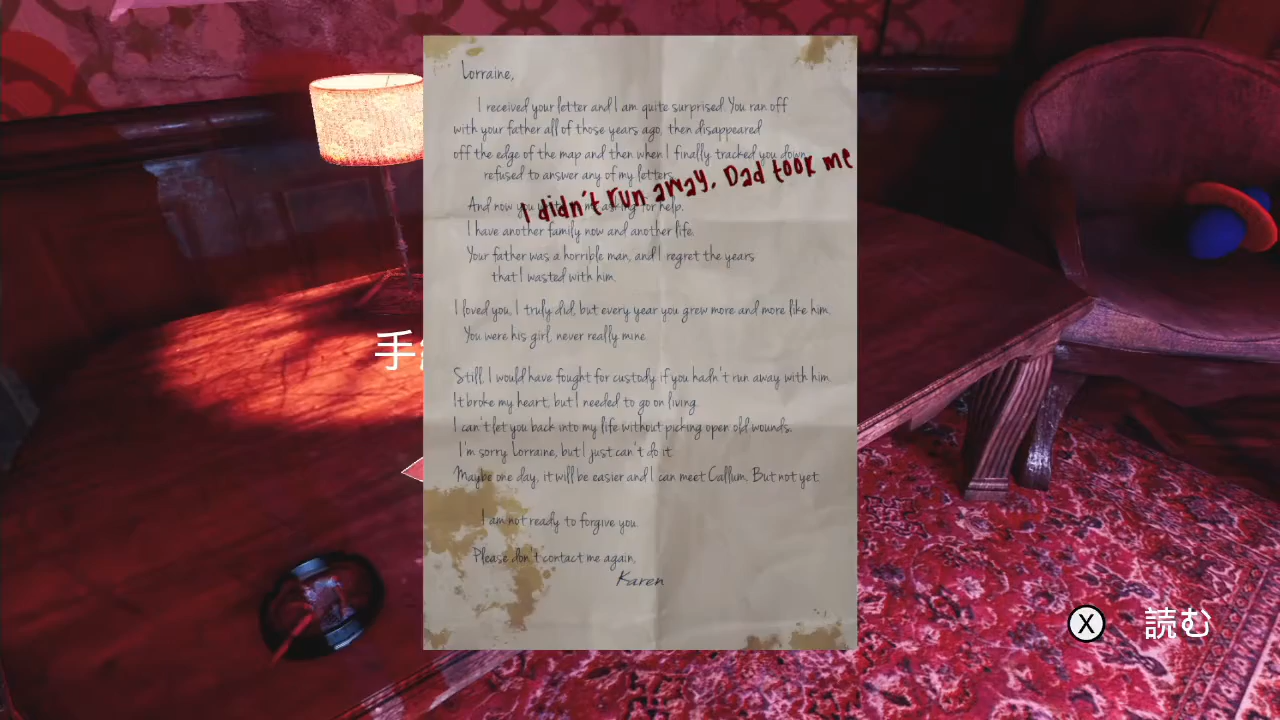 Lorraine,
I received your letter and I am quite surprised. You ran off
with your father all of those years ago, then disappeared
off the edge of the map and then when I finally tracked you down,
refused to answer any of my letters.
I didn't run away. Dad took me
And now you asking for help.
I have another family now and another life.
Your father was a horrible man, and I regret the years
that I wasted with him.
I loved you, I truly did, but every year you grew more and more like him.
You were his girl, never really mine.
Still, I would have fought for custody if you hadn't run away with him.
It broke my heart, but I needed to go on living.
I can't let you back into my life without picking open old wounds.
I'm sorry Lorraine, but I just can't do it.
Maybe one day, it will be easier and I can meet Callum. But not yet.
I am not ready to forgive you.
Please don't contact me again,
Karen
手
X 読む